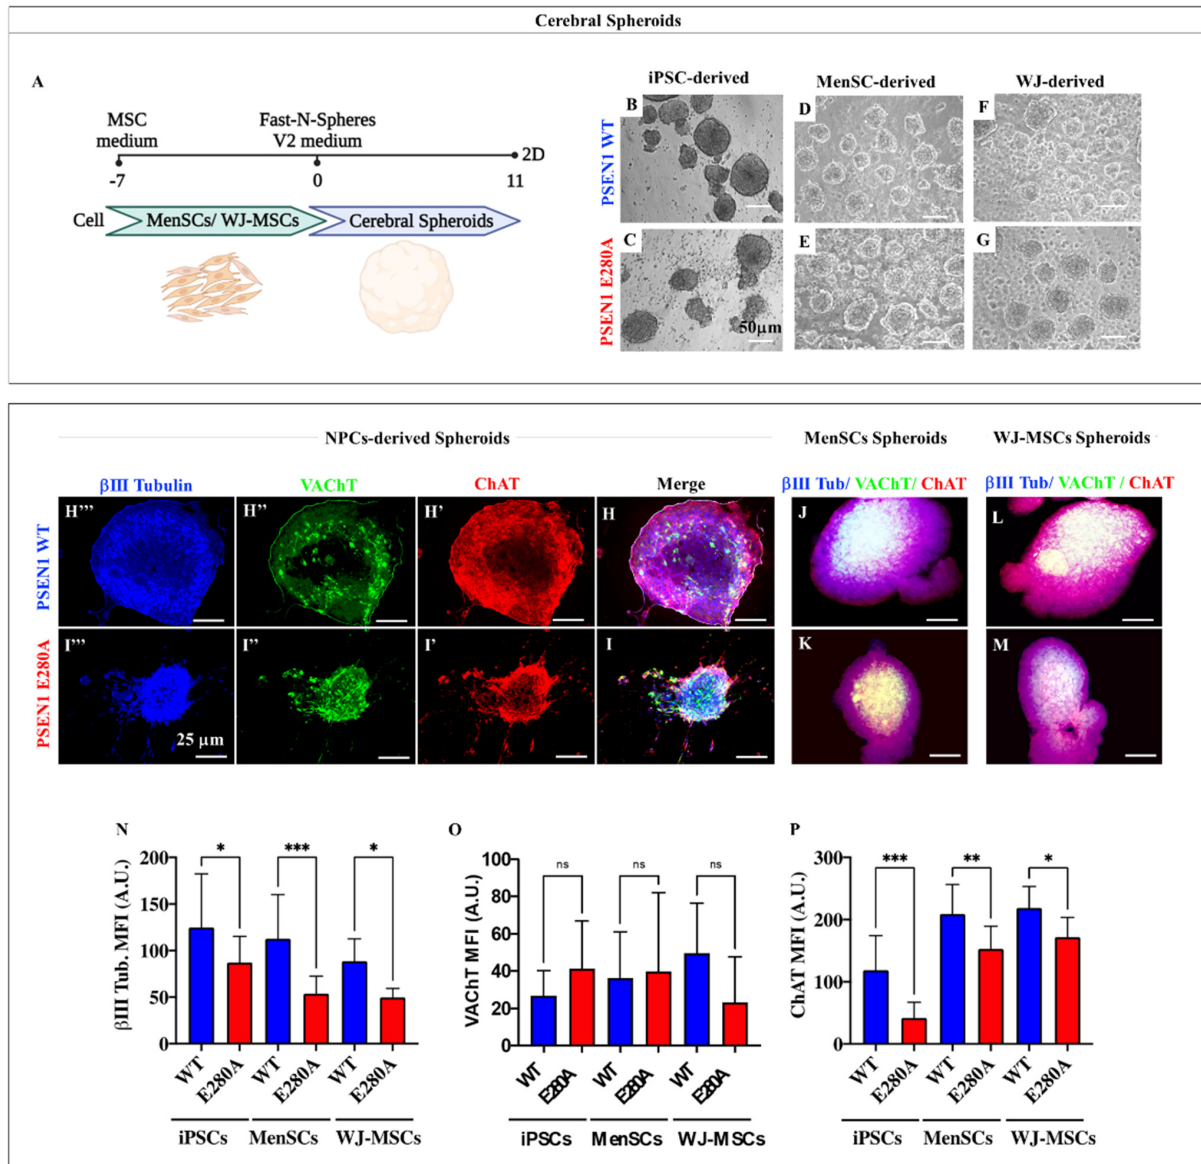 Cerebral Spheroids
A
MSC
medium
Fast-N-Spheres
V2 medium
2D
-7
0
11
Cell
MenSCs/ WJ-MSCs
Cerebral Spheroids
iPSC-derived
MenSC-derived
WJ-derived
PSEN1 WT
B
D
F
PSEN1 E280A
C
E
G
50µm
NPCs-derived Spheroids
MenSCs Spheroids
WJ-MSCs Spheroids
βIII Tubulin
VAChT
ChAT
Merge
βIII Tub/ VAChT/ ChAT
βIII Tub/ VAChT / ChAT
PSEN1 WT
H'''
H''
H'
H
J
L
PSEN1 E280A
I'''
I''
I'
I
K
M
25 µm
N
βIII Tub. MFI (A.U.)
200
150
100
50
0
*
***
*
WT
E280A
WT
E280A
WT
E280A
iPSCs
MenSCs
WJ-MSCs
O
VAChT MFI (A.U.)
100
80
60
40
20
0
ns
ns
ns
WT
E280A
WT
E280A
WT
E280A
iPSCs
MenSCs
WJ-MSCs
P
ChAT MFI (A.U.)
300
200
100
0
***
**
*
WT
E280A
WT
E280A
WT
E280A
iPSCs
MenSCs
WJ-MSCs